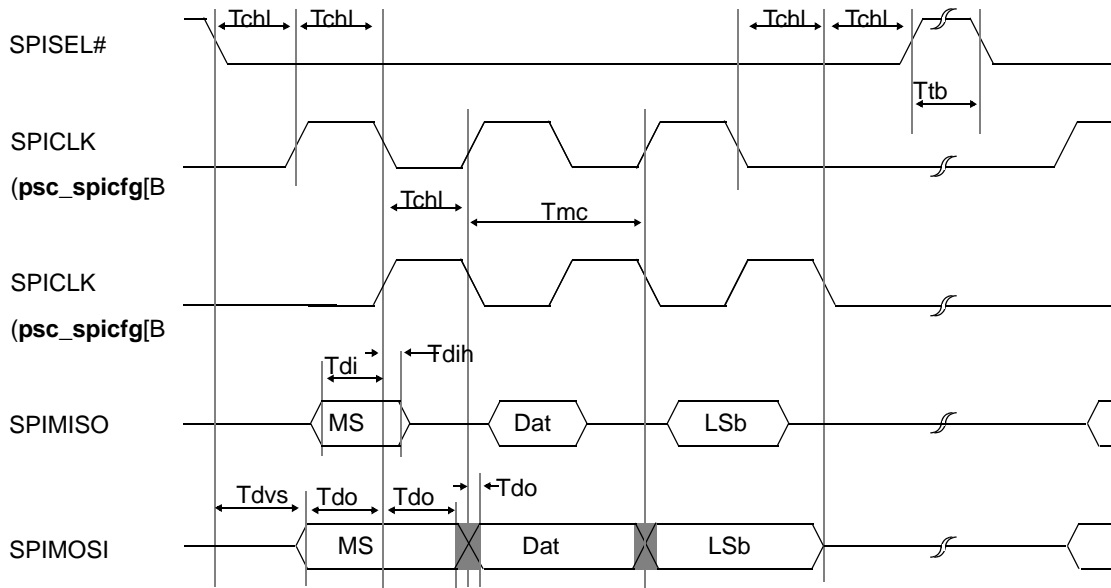 Tchl Tchl Tchl Tchl
SPISEL#
Ttb
SPICLK
(psc_spicfg[B
Tchl Tmc
SPICLK
(psc_spicfg[B
Tdi Tdih
SPIMISO MS Dat LSb
Tdvs Tdo Tdo Tdo
SPIMOSI MS Dat LSb